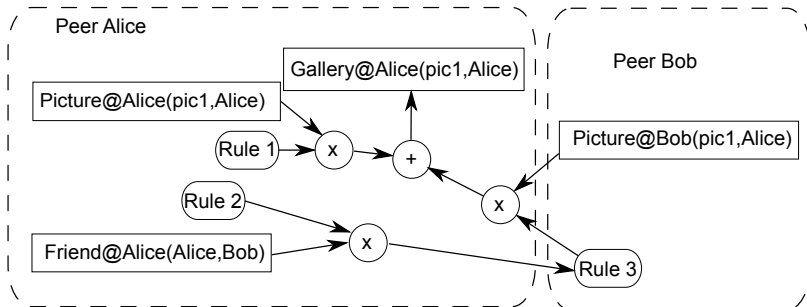 Peer Alice
Gallery@Alice(pic1,Alice)
Peer Bob
Picture@Alice(pic1,Alice)
Picture@Bob(pic1,Alice)
Rule 1
x
+
Rule 2
x
Friend@Alice(Alice,Bob)
x
Rule 3